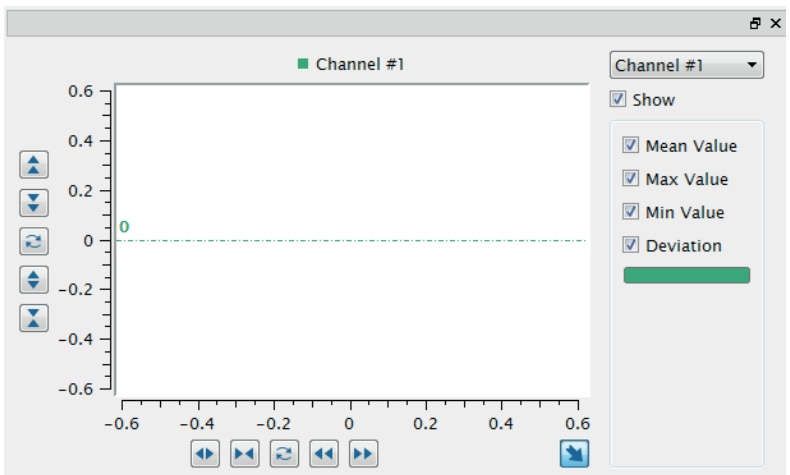 Channel #1
Channel #1
Show
0.6
0.4
0.2
0
-0.2
-0.4
-0.6
0
Mean Value
Max Value
Min Value
Deviation
-0.6 -0.4 -0.2 0 0.2 0.4 0.6